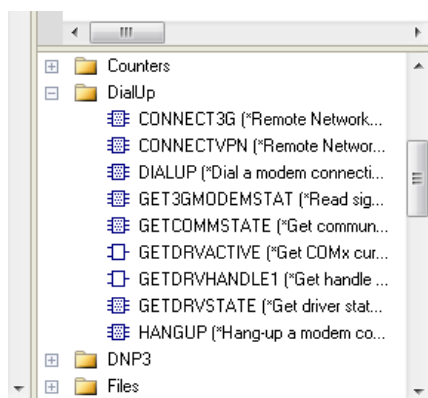 Counters
DialUp
CONNECT3G (*Remote Network...
CONNECTVPN (*Remote Networ...
DIALUP (*Dial a modem connecti...
GET3GMODEMSTAT (*Read sig...
GETCOMMSTATE (*Get commun...
GETDRVACTIVE (*Get COMx cur...
GETDRVHANDLE1 (*Get handle ...
GETDRVSTATE (*Get driver stat...
HANGUP (*Hang-up a modem co...
DNP3
Files